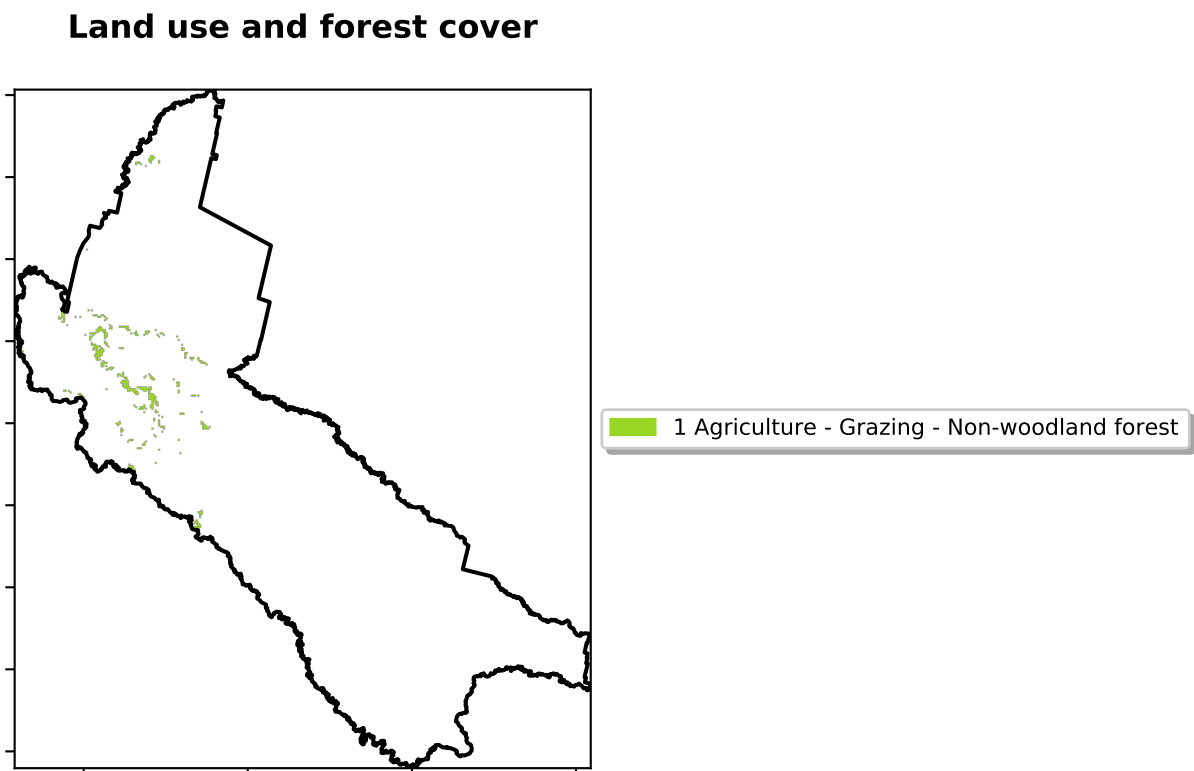 Land use and forest cover
1 Agriculture - Grazing - Non-woodland forest